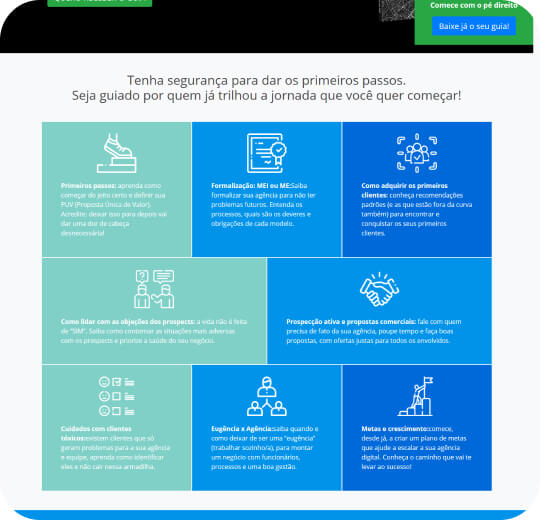 Comece com o pé direito
Baixe já o seu guia!
Tenha segurança para dar os primeiros passos.
Seja guiado por quem já trilhou a jornada que você quer começar!
Primeiros passos: aprenda como
começar do jeito certo e definir sua
PUV (Proposta Única de Valor).
Acredite: deixar isso para depois vai
dar uma dor de cabeça
desnecessária!
Formalização: MEI ou ME:Saiba
formalizar sua agência para não ter
problemas futuros. Entenda os
processos, quais são os deveres e
obrigações de cada modelo.
Como adquirir os primeiros
clientes: conheça recomendações
padrões (e as que estão fora da curva
também) para encontrar e
conquistar os seus primeiros
clientes.
Como lidar com as objeções dos prospects: a vida não é feita
de "SIM". Saiba como contornar as situações mais adversas
com os prospects e priorize a saúde do seu negócio.
Prospecção ativa e propostas comerciais: fale com quem
precisa de fato da sua agência, poupe tempo e faça boas
propostas, com ofertas justas para todos os envolvidos.
Cuidados com clientes
tóxicos:existem clientes que só
geram problemas para a sua agência
e equipe, aprenda como identificar
eles e não cair nessa armadilha.
Eugência x Agência:saiba quando e
como deixar de ser uma "eugência"
(trabalhar sozinho/a), para montar
um negócio com funcionários,
processos e uma boa gestão.
Metas e crescimento:comece,
desde já, a criar um plano de metas
que ajude a escalar a sua agência
digital. Conheça o caminho que vai te
levar ao sucesso!